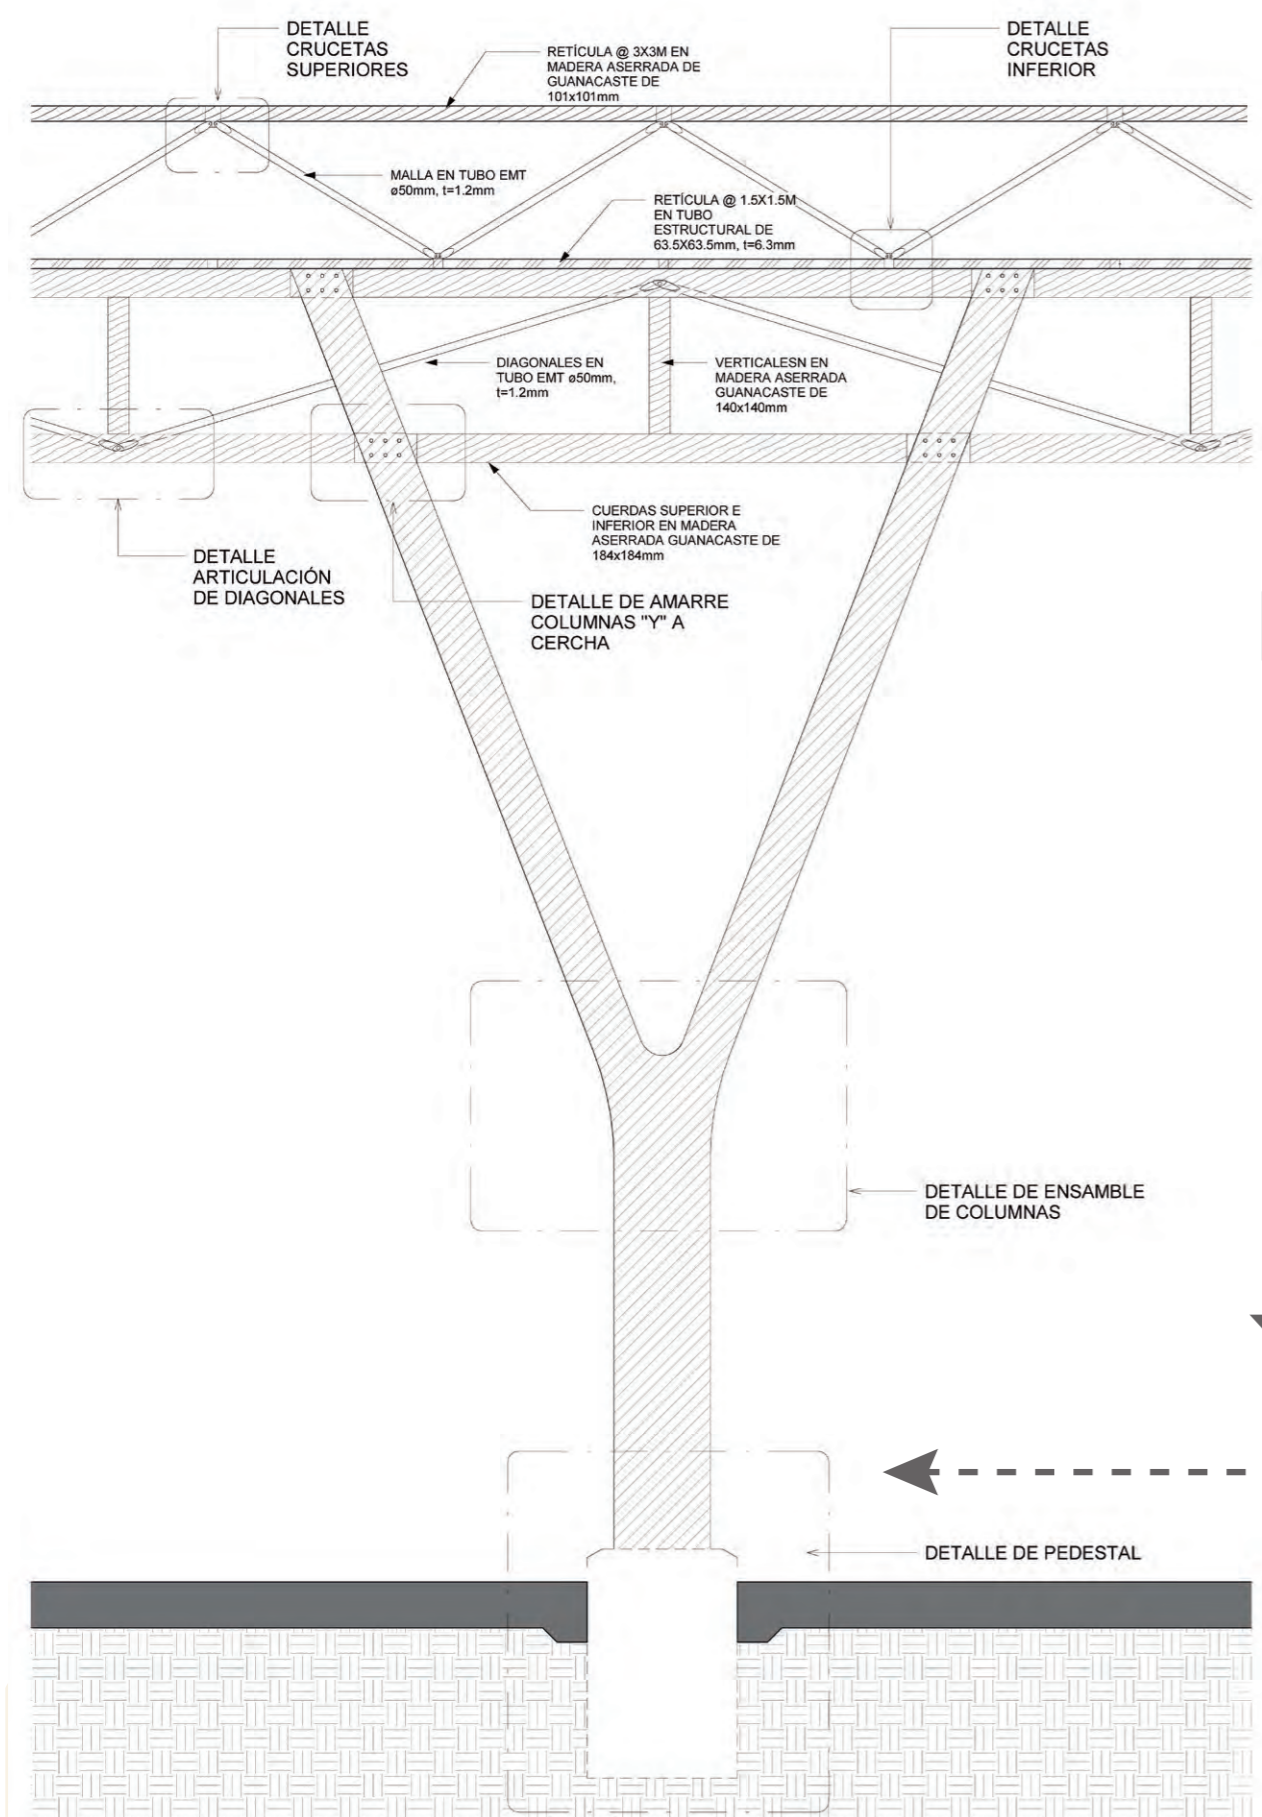 DETALLE
CRUCETAS
SUPERIORES
RETÍCULA @ 3X3M EN
MADERA ASERRADA DE
GUANACASTE DE
101x101mm
DETALLE
CRUCETAS
INFERIOR
MALLA EN TUBO EMT
ø50mm, t=1.2mm
RETÍCULA @ 1.5X1.5M
EN TUBO
ESTRUCTURAL DE
63.5X63.5mm, t=6.3mm
DIAGONALES EN
TUBO EMT ø50mm,
t=1.2mm
VERTICALESN EN
MADERA ASERRADA
GUANACASTE DE
140x140mm
CUERDAS SUPERIOR E
INFERIOR EN MADERA
ASERRADA GUANACASTE DE
184x184mm
DETALLE
ARTICULACIÓN
DE DIAGONALES
DETALLE DE AMARRE
COLUMNAS "Y" A
CERCHA
DETALLE DE ENSAMBLE
DE COLUMNAS
DETALLE DE PEDESTAL